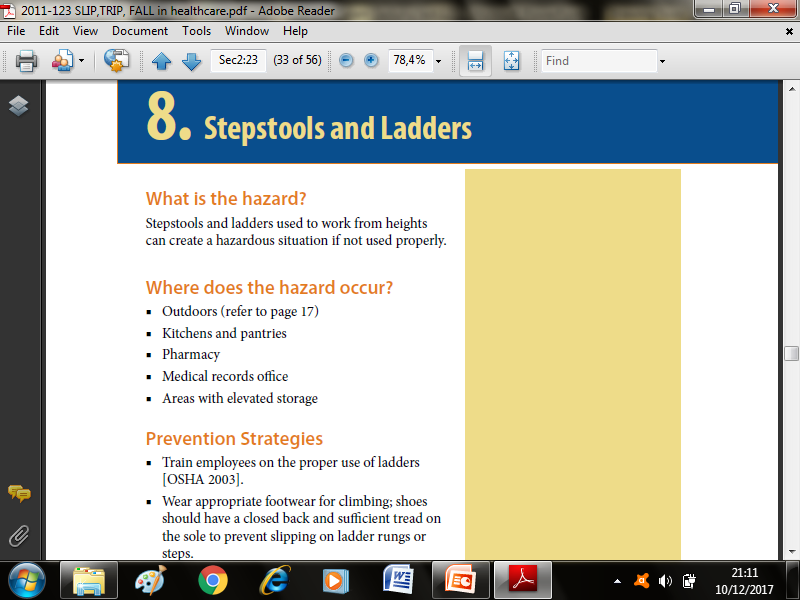 2011-123 SLIP,TRIP, FALL in healthcare.pdf - Adobe Reader
File Edit View Document Tools Window Help
Sec2:23 (33 of 56) 78,4% Find
8. Stepstools and Ladders
What is the hazard?
Stepstools and ladders used to work from heights
can create a hazardous situation if not used properly.
Where does the hazard occur?
▪ Outdoors (refer to page 17)
▪ Kitchens and pantries
▪ Pharmacy
▪ Medical records office
▪ Areas with elevated storage
Prevention Strategies
▪ Train employees on the proper use of ladders
[OSHA 2003].
▪ Wear appropriate footwear for climbing; shoes
should have a closed back and sufficient tread on
the sole to prevent slipping on ladder rungs or
steps.
21:11
10/12/2017